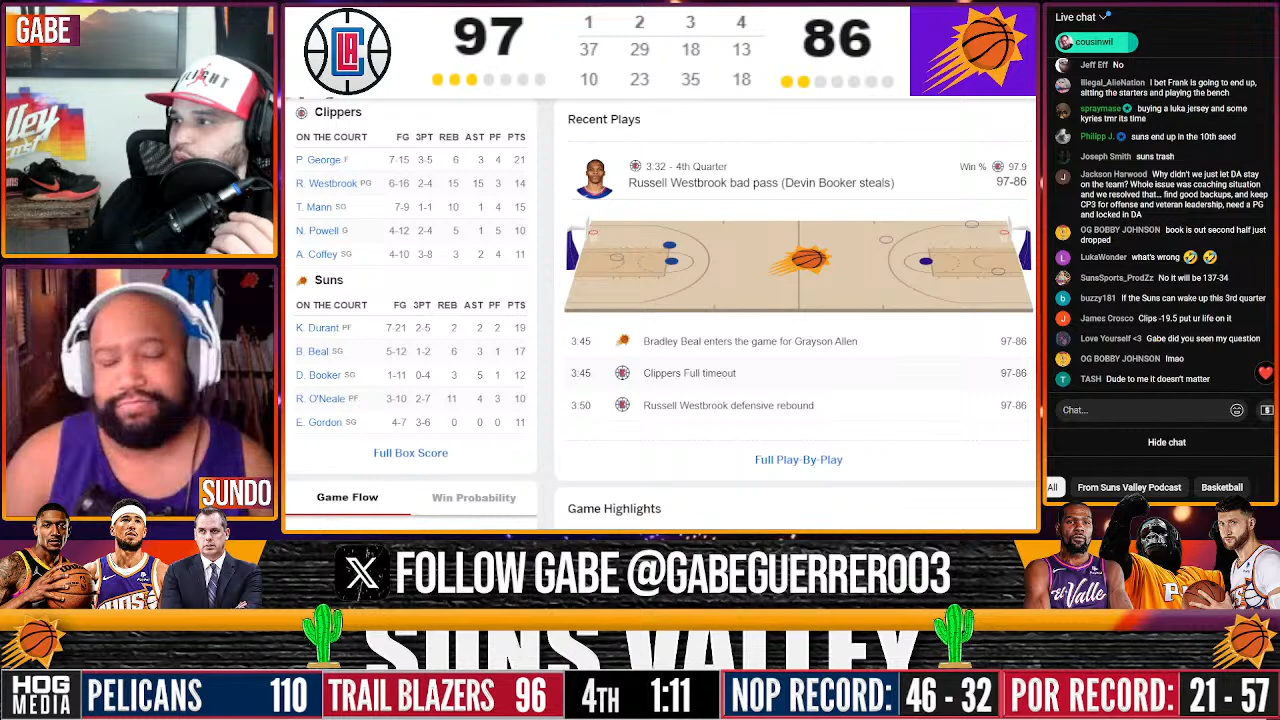 GABE
FLIGHT
Valley
SUNDO
97
1 2 3 4
37 29 18 13
10 23 35 18
86
LA
Clippers
ON THE COURT FG 3PT REB AST PF PTS
P. George F 7-15 3-5 6 3 4 21
R. Westbrook PG 6-16 2-4 15 15 3 14
T. Mann SG 7-9 1-1 10 1 4 15
N. Powell G 4-12 2-4 5 1 5 10
A. Coffey SG 4-10 3-8 3 2 4 11
Suns
ON THE COURT FG 3PT REB AST PF PTS
K. Durant PF 7-21 2-5 2 2 2 19
B. Beal SG 5-12 1-2 6 3 1 17
D. Booker SG 1-11 0-4 3 5 1 12
R. O'Neale PF 3-10 2-7 11 4 3 10
E. Gordon SG 4-7 3-6 0 0 0 11
Full Box Score
Game Flow Win Probability
Recent Plays
3:32 - 4th Quarter Win % 97.9
Russell Westbrook bad pass (Devin Booker steals) 97-86
3:45 Bradley Beal enters the game for Grayson Allen 97-86
3:45 Clippers Full timeout 97-86
3:50 Russell Westbrook defensive rebound 97-86
Full Play-By-Play
Game Highlights
Live chat
cousinwil
Jeff Eff No
Illegal_AlieNation I bet Frank is going to end up,
sitting the starters and playing the bench
spraymase buying a luka jersey and some
kyries tmr its time
Philipp J. suns end up in the 10th seed
Joseph Smith suns trash
Jackson Harwood Why didn't we just let DA stay
on the team? Whole issue was coaching situation
and we resolved that... find good backups, and keep
CP3 for offense and veteran leadership, need a PG
and locked in DA
OG BOBBY JOHNSON book is out second half just
dropped
LukaWonder what's wrong 🤣 🤣
SunsSports_ProdZz No it will be 137-34
buzzy181 If the Suns can wake up this 3rd quarter
James Crosco Clips -19.5 put ur life on it
Love Yourself <3 Gabe did you seen my question
OG BOBBY JOHNSON lmao
TASH Dude to me it doesn't matter
Chat...
Hide chat
All From Suns Valley Podcast Basketball
FOLLOW GABE @GABEGUERRERO03
SUNS
El Valle
SUNS VALLEY
HOG
MEDIA
PELICANS 110 TRAIL BLAZERS 96 4TH 1:11 NOP RECORD: 46 - 32 POR RECORD: 21 - 57